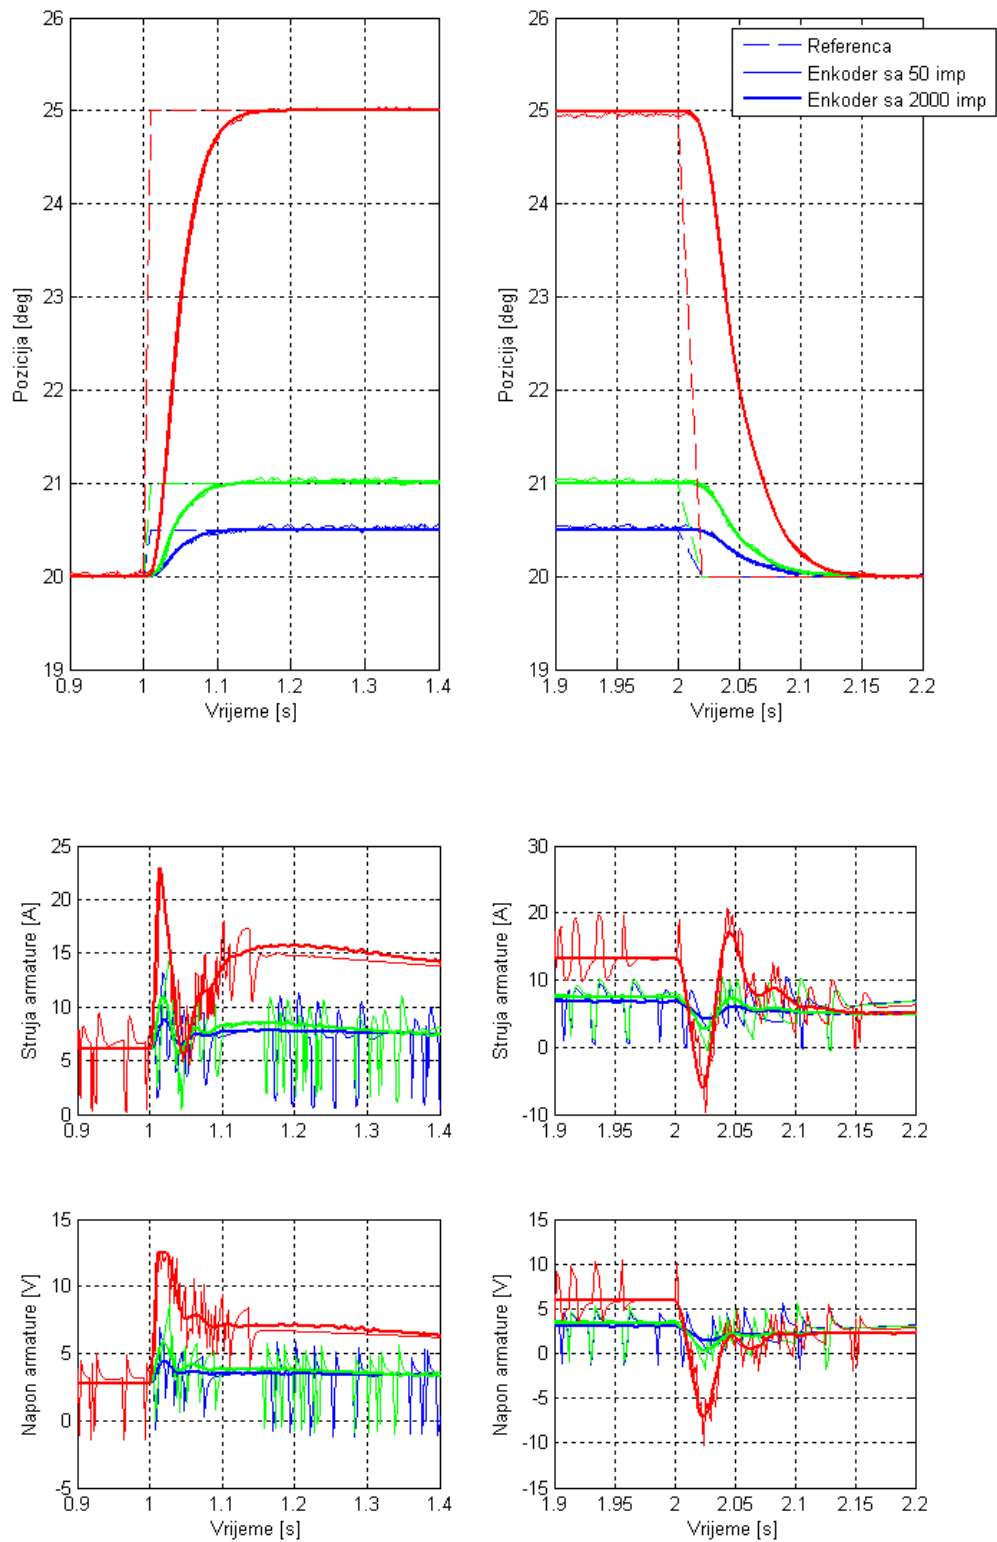 26
25
24
23
22
21
20
19
0.9 1 1.1 1.2 1.3 1.4
Pozicija [deg]
Vrijeme [s]
26
25
24
23
22
21
20
19
1.9 1.95 2 2.05 2.1 2.15 2.2
Pozicija [deg]
Vrijeme [s]
Referenca
Enkoder sa 50 imp
Enkoder sa 2000 imp
25
20
15
10
5
0
0.9 1 1.1 1.2 1.3 1.4
Struja armature [A]
30
20
10
0
-10
1.9 1.95 2 2.05 2.1 2.15 2.2
Struja armature [A]
15
10
5
0
-5
0.9 1 1.1 1.2 1.3 1.4
Napon armature [V]
Vrijeme [s]
15
10
5
0
-5
-10
-15
1.9 1.95 2 2.05 2.1 2.15 2.2
Napon armature [V]
Vrijeme [s]